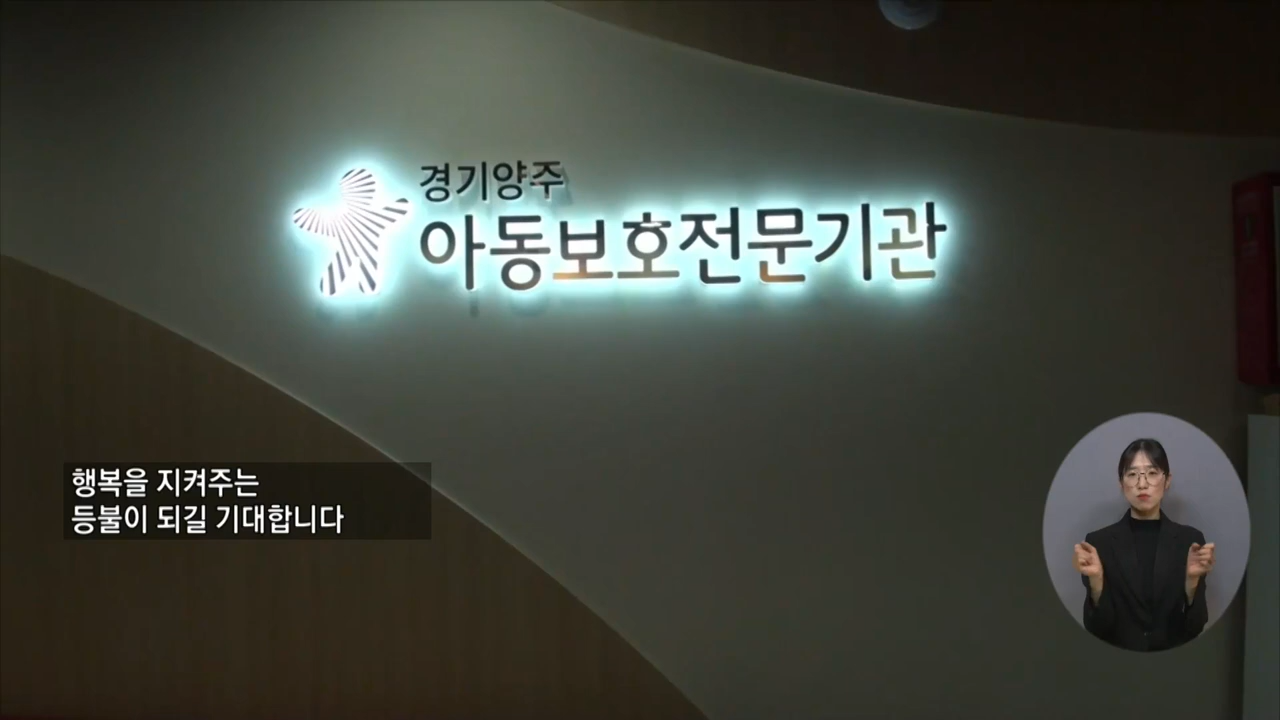 경기양주
아동보호전문기관
행복을 지켜주는
등불이 되길 기대합니다